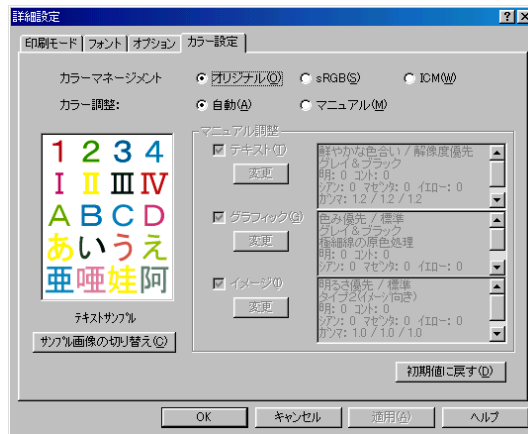 詳細設定
印刷モード フォント オプション カラー設定
カラーマネージメント オリジナル(O) sRGB(S) ICM(W)
カラー調整: 自動(A) マニュアル(M)
マニュアル調整
1 2 3 4
I II III IV
A B C D
あ い う え
亜 唖 娃 阿
テキストサンプル
サンプル画像の切り替え(C)
テキスト(T)
変更
鮮やかな色合い / 解像度優先
グレイ & ブラック
明: 0 コント: 0
シアン: 0 マゼンタ: 0 イエロー: 0
ガンマ: 1.2 / 1.2 / 1.2
グラフィック(G)
変更
色み優先 / 標準
グレイ & ブラック
極細線の原色処理
明: 0 コント: 0
シアン: 0 マゼンタ: 0 イエロー: 0
イメージ(I)
変更
明るさ優先 / 標準
タイプ2(イメージ向き)
明: 0 コント: 0
シアン: 0 マゼンタ: 0 イエロー: 0
ガンマ: 1.0 / 1.0 / 1.0
初期値に戻す(D)
OK キャンセル 適用(A) ヘルプ